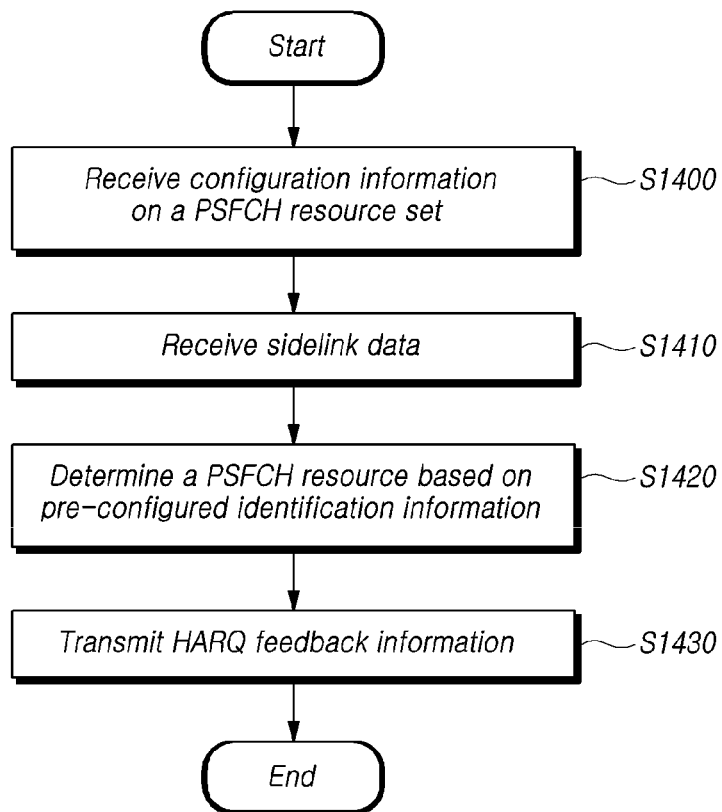 Start
Receive configuration information
on a PSFCH resource set
S1400
Receive sidelink data
S1410
Determine a PSFCH resource based on
pre-configured identification information
S1420
Transmit HARQ feedback information
S1430
End